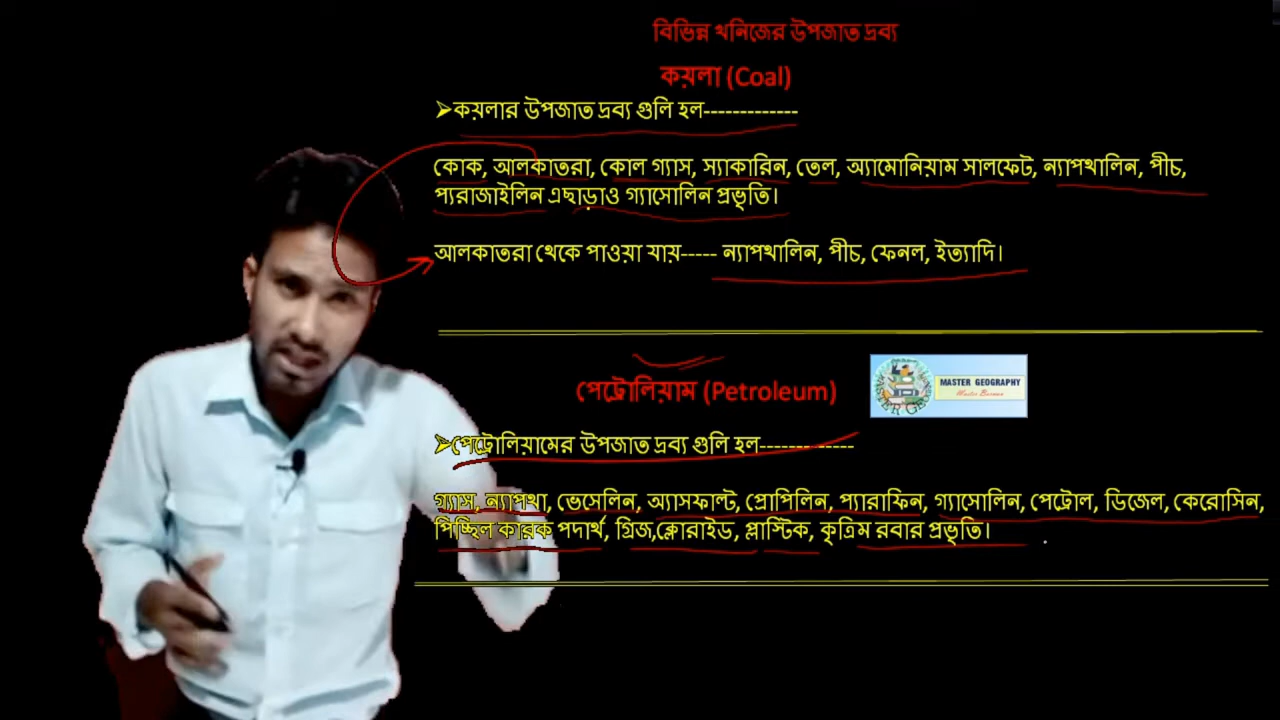 বিভিন্ন খনিজের উপজাত দ্রব্য
কয়লা (Coal)
➢কয়লার উপজাত দ্রব্য গুলি হল-------------
কোক, আলকাতরা, কোল গ্যাস, স্যাকারিন, তেল, অ্যামোনিয়াম সালফেট, ন্যাপথালিন, পীচ,
প্যরাজাইলিন এছাড়াও গ্যাসোলিন প্রভৃতি।
আলকাতরা থেকে পাওয়া যায়----- ন্যাপথালিন, পীচ, ফেনল, ইত্যাদি।
পেট্রোলিয়াম (Petroleum)
MASTER GEOGRAPHY
➢পেট্রোলিয়ামের উপজাত দ্রব্য গুলি হল------- -----
গ্যাস, ন্যাপথা, ভেসেলিন, অ্যাসফাল্ট, প্রোপিলিন, প্যারাফিন, গ্যাসোলিন, পেট্রোল, ডিজেল, কেরোসিন,
পিচ্ছিল কারক পদার্থ, গ্রিজ,ক্লোরাইড, প্লাস্টিক, কৃত্রিম রবার প্রভৃতি।